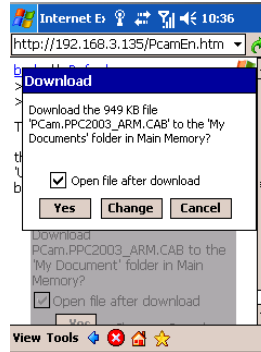 Internet Ex 10:36
http://192.168.3.135/PcamEn.htm
Download
Download the 949 KB file
'PCam.PPC2003_ARM.CAB' to the 'My
Documents' folder in Main Memory?
Open file after download
Yes Change Cancel
Download
PCam.PPC2003_ARM.CAB to the
'My Document' folder in Main
Memory?
Open file after download
Yes
View Tools